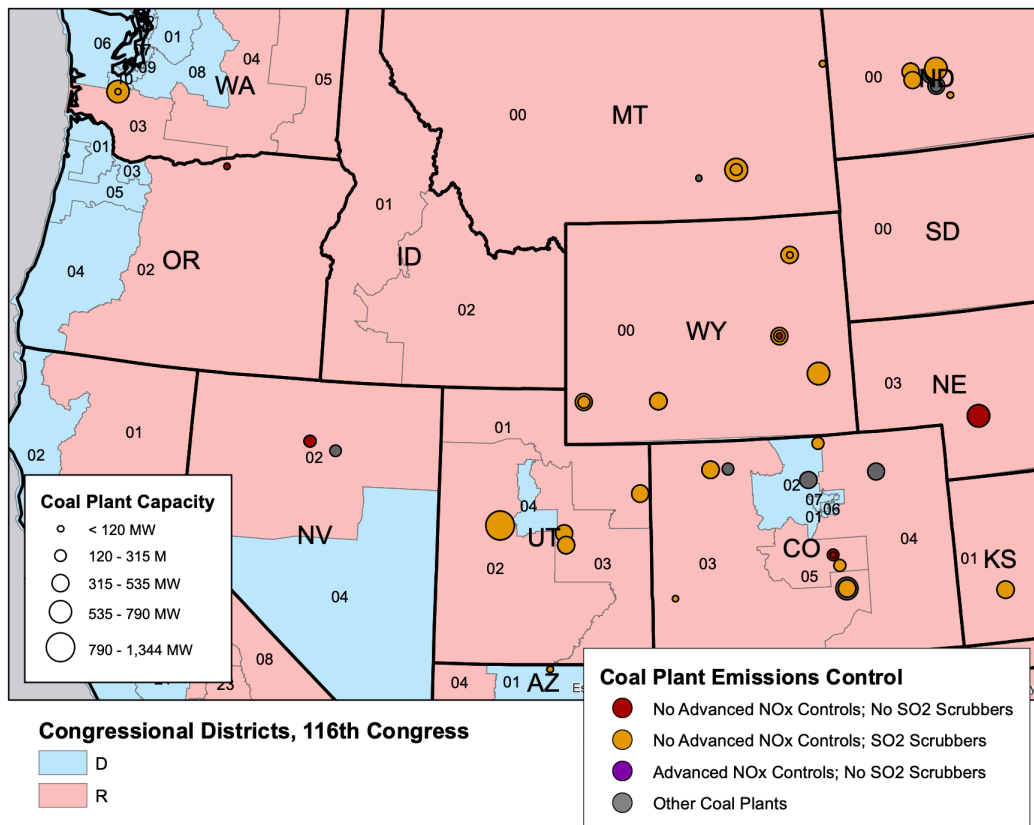 06
01
04
07
09
08
WA
05
10
03
01
03
05
04
02
OR
01
ID
02
00
MT
00
ND
00
SD
00
WY
03
NE
02
01
02
NV
04
08
23
01
04
UT
02
03
04
01
AZ
Es
02
07
06
01
CO
03
05
04
01
KS
Coal Plant Capacity
< 120 MW
120 - 315 M
315 - 535 MW
535 - 790 MW
790 - 1,344 MW
Congressional Districts, 116th Congress
D
R
Coal Plant Emissions Control
No Advanced NOx Controls; No SO2 Scrubbers
No Advanced NOx Controls; SO2 Scrubbers
Advanced NOx Controls; No SO2 Scrubbers
Other Coal Plants